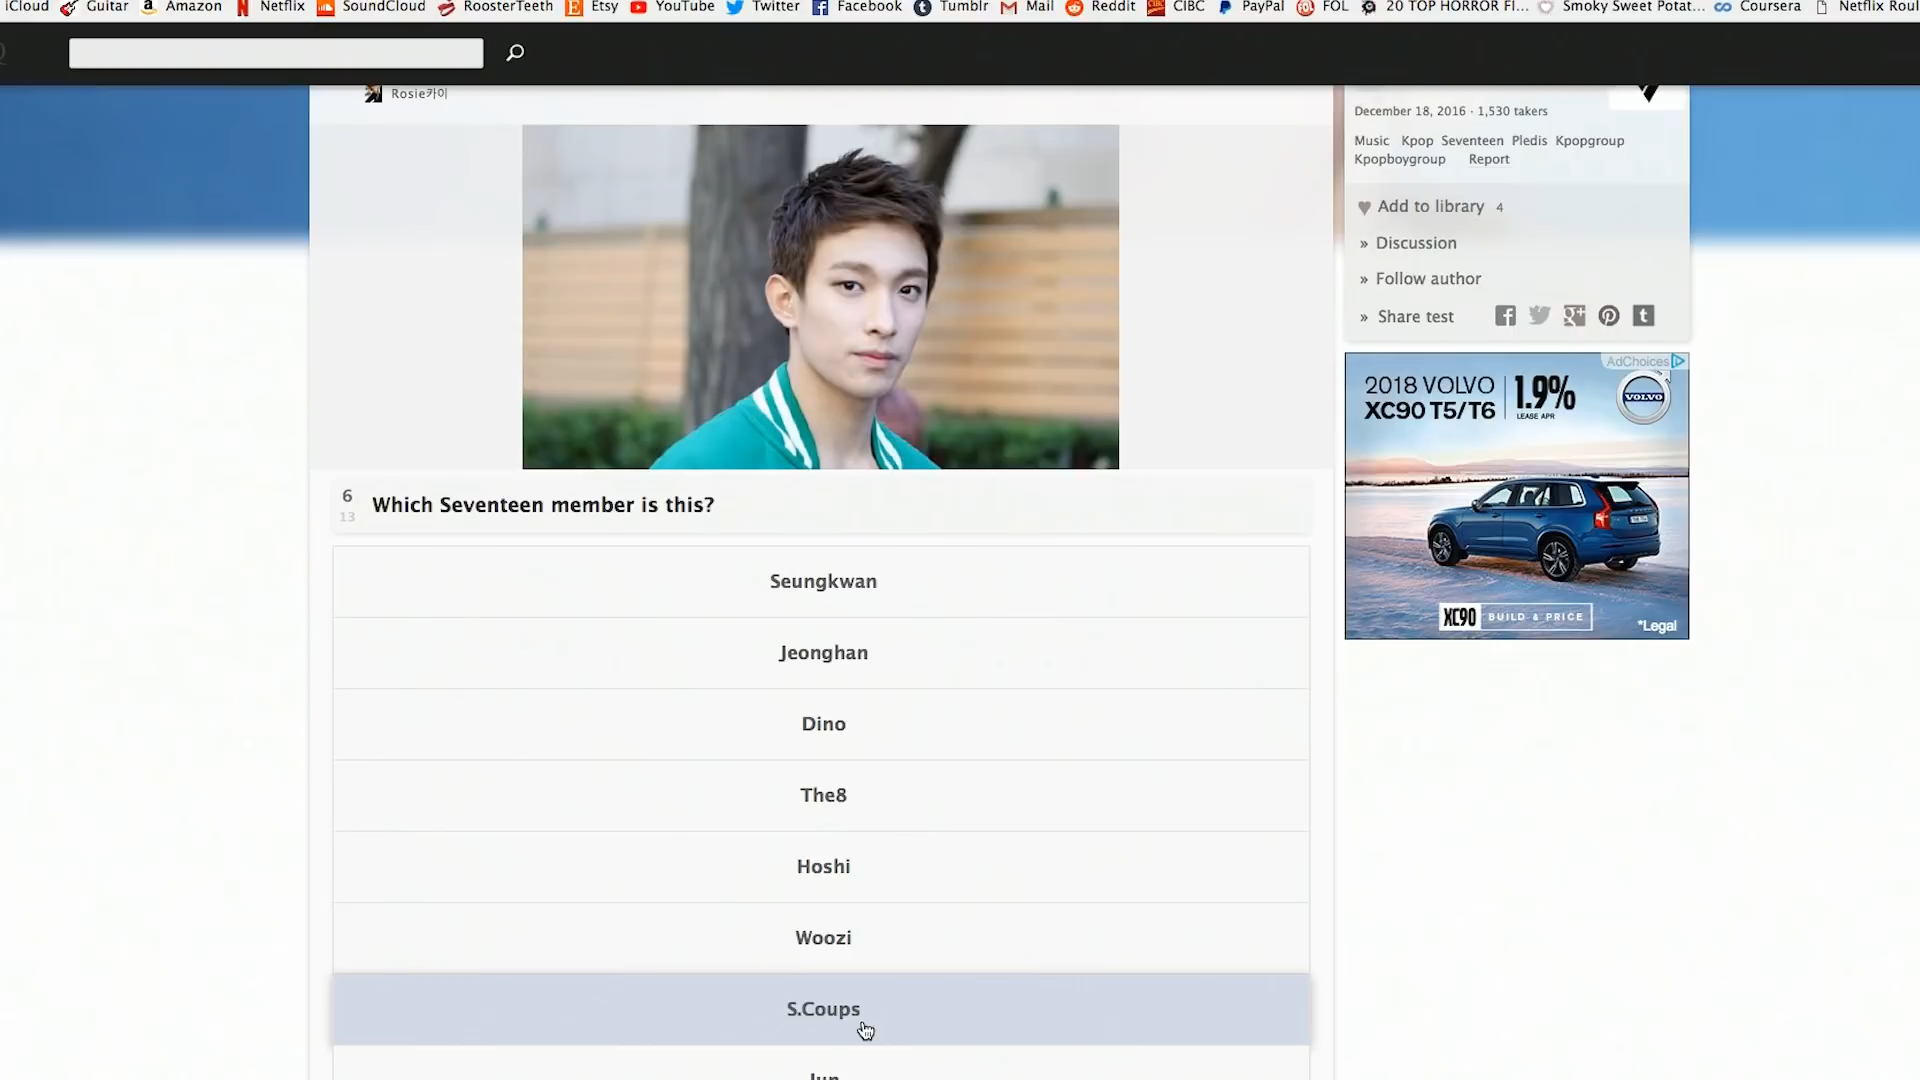 iCloud Guitar Amazon Netflix SoundCloud RoosterTeeth Etsy YouTube Twitter Facebook Tumblr Mail Reddit CIBC PayPal FOL 20 TOP HORROR FI... Smoky Sweet Potat... Coursera Netflix Roul
Rosie카이
December 18, 2016 · 1,530 takers
Music Kpop Seventeen Pledis Kpopgroup
Kpopboygroup Report
Add to library 4
» Discussion
» Follow author
» Share test
AdChoices
2018 VOLVO
XC90 T5/T6
1.9%
LEASE APR
VOLVO
XC90 BUILD & PRICE
*Legal
6
13
Which Seventeen member is this?
Seungkwan
Jeonghan
Dino
The8
Hoshi
Woozi
S.Coups
Jun